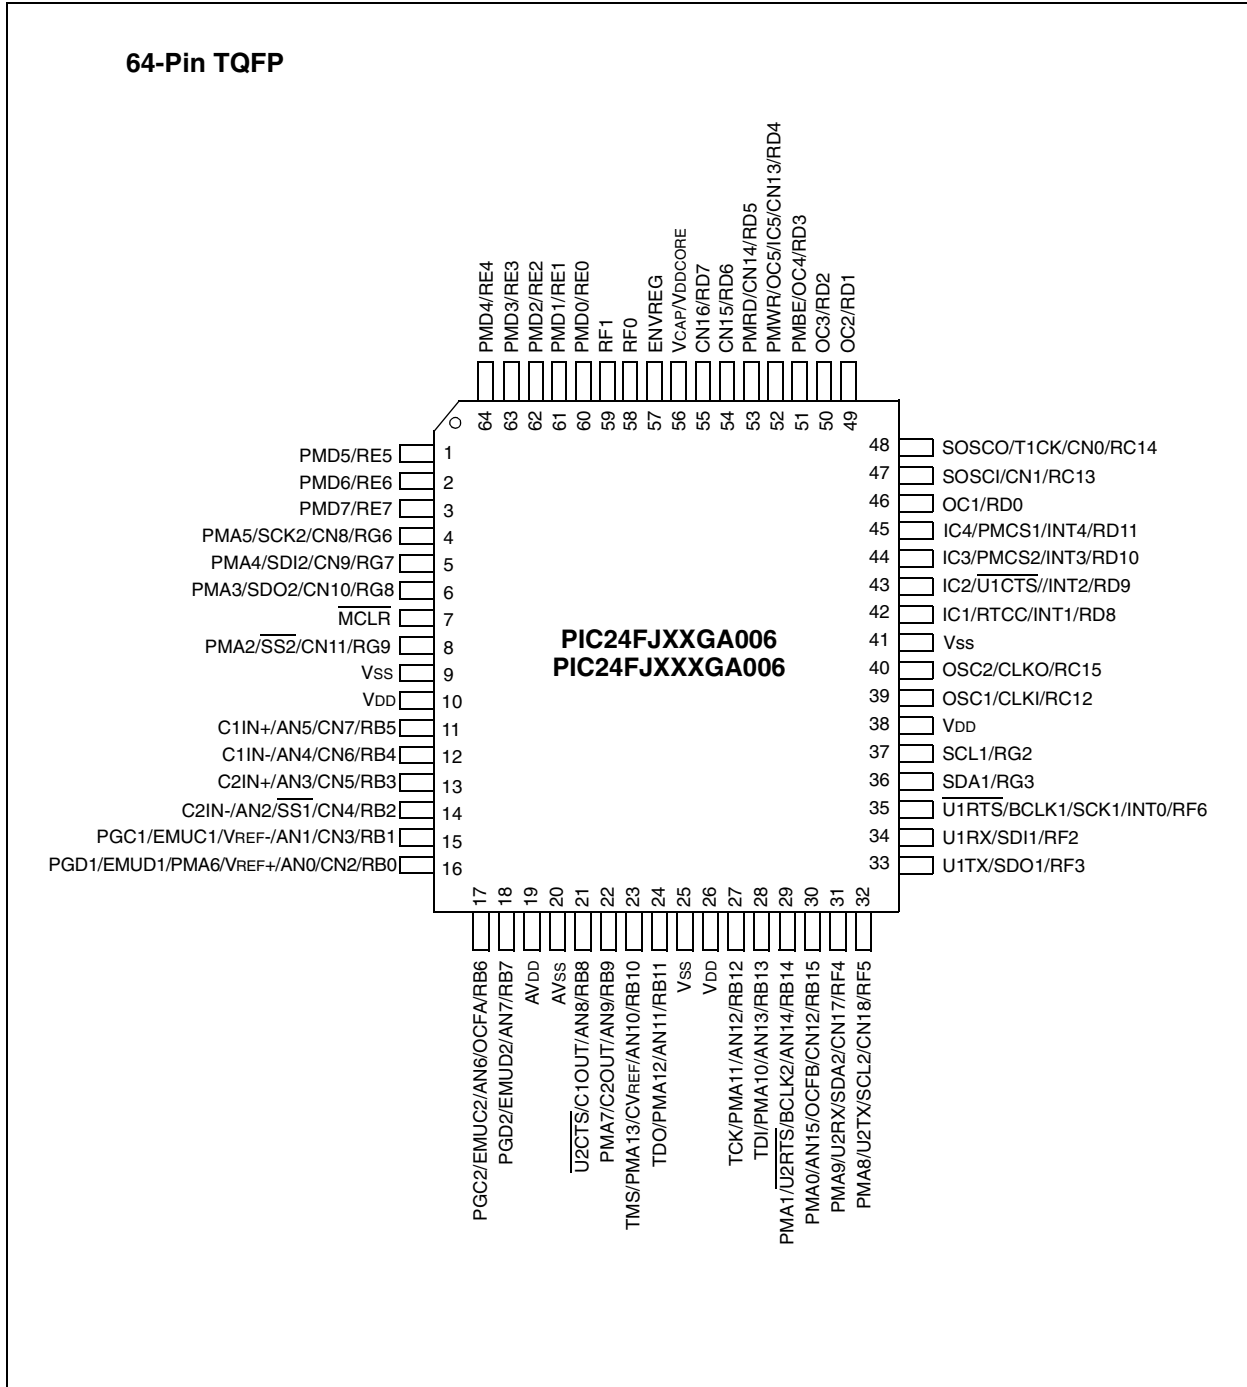 64-Pin TQFP
PMD4/RE4
PMD3/RE3
PMD2/RE2
PMD1/RE1
PMD0/RE0
RF1
RF0
ENVREG
VCAP/VDDCORE
CN16/RD7
CN15/RD6
PMRD/CN14/RD5
PMWR/OC5/IC5/CN13/RD4
PMBE/OC4/RD3
OC3/RD2
OC2/RD1
64
63
62
61
60
59
58
57
56
55
54
53
52
51
50
49
PMD5/RE5 1
PMD6/RE6 2
PMD7/RE7 3
PMA5/SCK2/CN8/RG6 4
PMA4/SDI2/CN9/RG7 5
PMA3/SDO2/CN10/RG8 6
MCLR 7
PMA2/SS2/CN11/RG9 8
VSS 9
VDD 10
C1IN+/AN5/CN7/RB5 11
C1IN-/AN4/CN6/RB4 12
C2IN+/AN3/CN5/RB3 13
C2IN-/AN2/SS1/CN4/RB2 14
PGC1/EMUC1/VREF-/AN1/CN3/RB1 15
PGD1/EMUD1/PMA6/VREF+/AN0/CN2/RB0 16
PIC24FJXXGA006
PIC24FJXXXGA006
48 SOSCO/T1CK/CN0/RC14
47 SOSCI/CN1/RC13
46 OC1/RD0
45 IC4/PMCS1/INT4/RD11
44 IC3/PMCS2/INT3/RD10
43 IC2/U1CTS//INT2/RD9
42 IC1/RTCC/INT1/RD8
41 Vss
40 OSC2/CLKO/RC15
39 OSC1/CLKI/RC12
38 VDD
37 SCL1/RG2
36 SDA1/RG3
35 U1RTS/BCLK1/SCK1/INT0/RF6
34 U1RX/SDI1/RF2
33 U1TX/SDO1/RF3
17
18
19
20
21
22
23
24
25
26
27
28
29
30
31
32
PGC2/EMUC2/AN6/OCFA/RB6
PGD2/EMUD2/AN7/RB7
AVDD
AVSS
U2CTS/C1OUT/AN8/RB8
PMA7/C2OUT/AN9/RB9
TMS/PMA13/CVREF/AN10/RB10
TDO/PMA12/AN11/RB11
VSS
VDD
TCK/PMA11/AN12/RB12
TDI/PMA10/AN13/RB13
PMA1/U2RTS/BCLK2/AN14/RB14
PMA0/AN15/OCFB/CN12/RB15
PMA9/U2RX/SDA2/CN17/RF4
PMA8/U2TX/SCL2/CN18/RF5